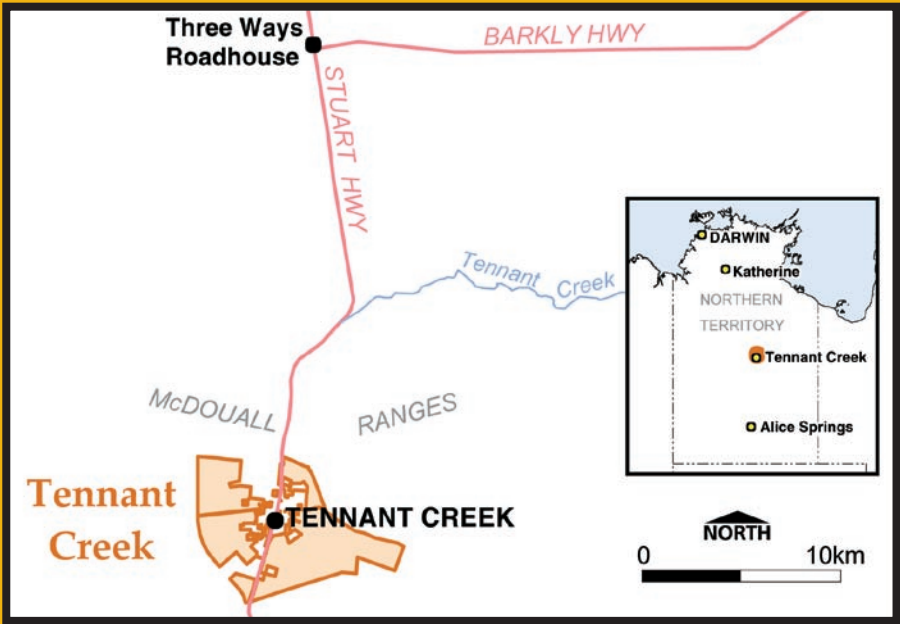 Three Ways
Roadhouse
BARKLY HWY
STUART HWY
Tennant Creek
McDOUALL RANGES
Tennant
Creek
TENNANT CREEK
DARWIN
Katherine
NORTHERN
TERRITORY
Tennant Creek
Alice Springs
NORTH
0 10km